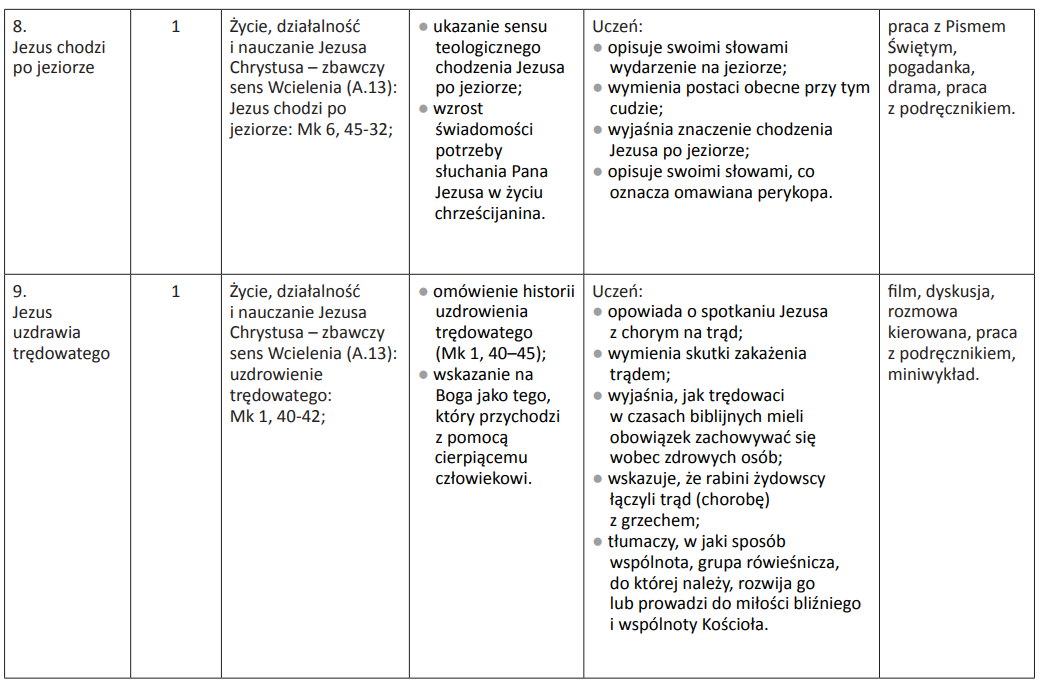 8.
Jezus chodzi
po jeziorze
1
Życie, działalność
i nauczanie Jezusa
Chrystusa – zbawczy
sens Wcielenia (A.13):
Jezus chodzi po
jeziorze: Mk 6, 45-32;
● ukazanie sensu
teologicznego
chodzenia Jezusa
po jeziorze;
● wzrost
świadomości
potrzeby
słuchania Pana
Jezusa w życiu
chrześcijanina.
Uczeń:
● opisuje swoimi słowami
wydarzenie na jeziorze;
● wymienia postaci obecne przy tym
cudzie;
● wyjaśnia znaczenie chodzenia
Jezusa po jeziorze;
● opisuje swoimi słowami, co
oznacza omawiana perykopa.
praca z Pismem
Świętym,
pogadanka,
drama, praca
z podręcznikiem.
9.
Jezus
uzdrawia
trędowatego
1
Życie, działalność
i nauczanie Jezusa
Chrystusa – zbawczy
sens Wcielenia (A.13):
uzdrowienie
trędowatego:
Mk 1, 40-42;
● omówienie historii
uzdrowienia
trędowatego
(Mk 1, 40–45);
● wskazanie na
Boga jako tego,
który przychodzi
z pomocą
cierpiącemu
człowiekowi.
Uczeń:
● opowiada o spotkaniu Jezusa
z chorym na trąd;
● wymienia skutki zakażenia
trądem;
● wyjaśnia, jak trędowaci
w czasach biblijnych mieli
obowiązek zachowywać się
wobec zdrowych osób;
● wskazuje, że rabini żydowscy
łączyli trąd (chorobę)
z grzechem;
● tłumaczy, w jaki sposób
wspólnota, grupa rówieśnicza,
do której należy, rozwija go
lub prowadzi do miłości bliźniego
i wspólnoty Kościoła.
film, dyskusja,
rozmowa
kierowana, praca
z podręcznikiem,
miniwykład.